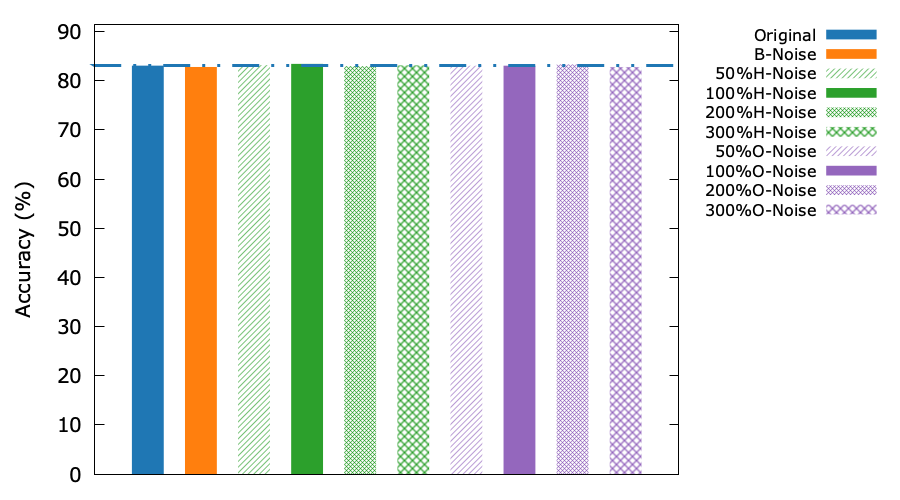 90
80
70
60
50
40
30
20
10
0
Accuracy (%)
Original
B-Noise
50%H-Noise
100%H-Noise
200%H-Noise
300%H-Noise
50%O-Noise
100%O-Noise
200%O-Noise
300%O-Noise